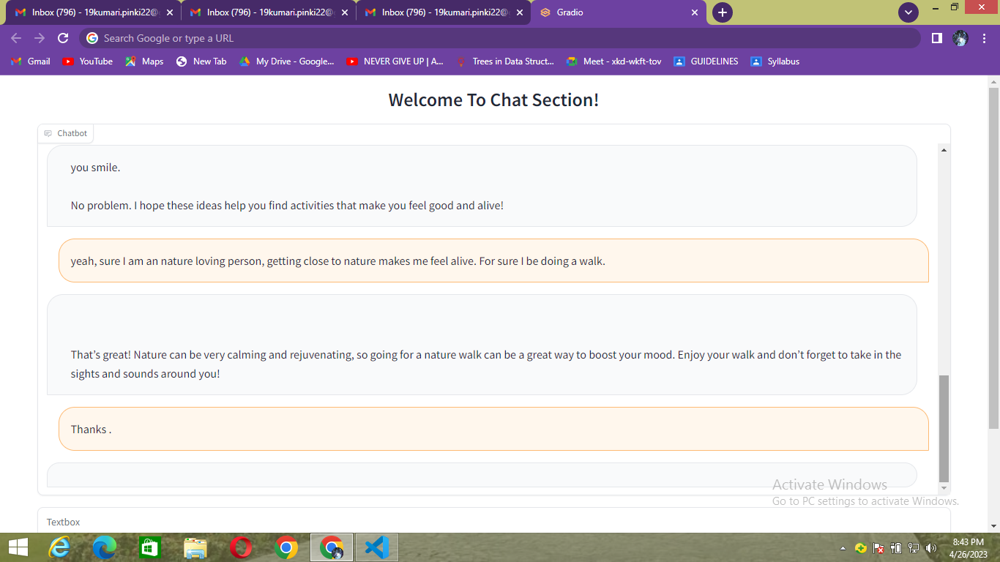 Inbox (796) - 19kumari.pinki22@
Inbox (796) - 19kumari.pinki22@
Inbox (796) - 19kumari.pinki22@
Gradio
Search Google or type a URL
Gmail
YouTube
Maps
New Tab
My Drive - Google...
NEVER GIVE UP | A...
Trees in Data Struct...
Meet - xkd-wkft-tov
GUIDELINES
Syllabus
Welcome To Chat Section!
Chatbot
you smile.
No problem. I hope these ideas help you find activities that make you feel good and alive!
yeah, sure I am an nature loving person, getting close to nature makes me feel alive. For sure I be doing a walk.
That’s great! Nature can be very calming and rejuvenating, so going for a nature walk can be a great way to boost your mood. Enjoy your walk and don’t forget to take in the
sights and sounds around you!
Thanks .
Activate Windows
Go to PC settings to activate Windows.
Textbox
8:43 PM
4/26/2023